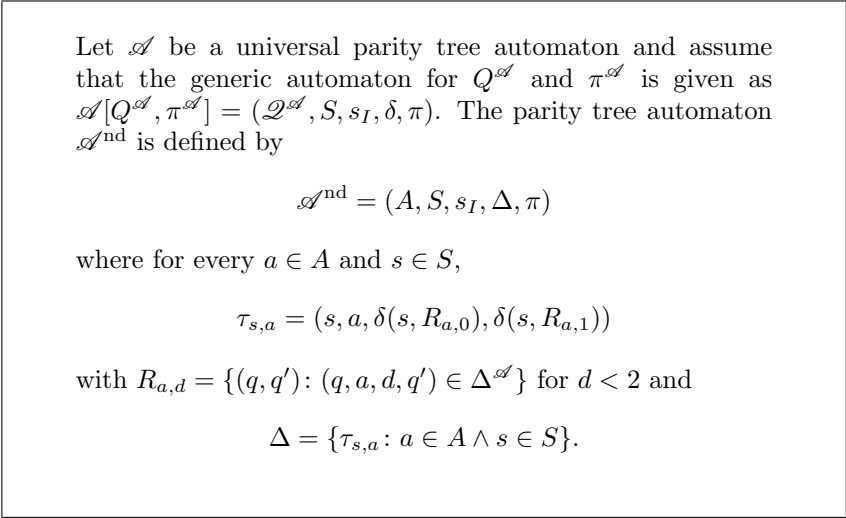 Let 𝒜 be a universal parity tree automaton and assume
that the generic automaton for Q^𝒜 and π^𝒜 is given as
𝒜[Q^𝒜, π^𝒜] = (𝒬^𝒜, S, s_I, δ, π). The parity tree automaton
𝒜^nd is defined by
𝒜^nd = (A, S, s_I, Δ, π)
where for every a ∈ A and s ∈ S,
τ_{s,a} = (s, a, δ(s, R_{a,0}), δ(s, R_{a,1}))
with R_{a,d} = {(q, q′): (q, a, d, q′) ∈ Δ^𝒜} for d < 2 and
Δ = {τ_{s,a}: a ∈ A ∧ s ∈ S}.